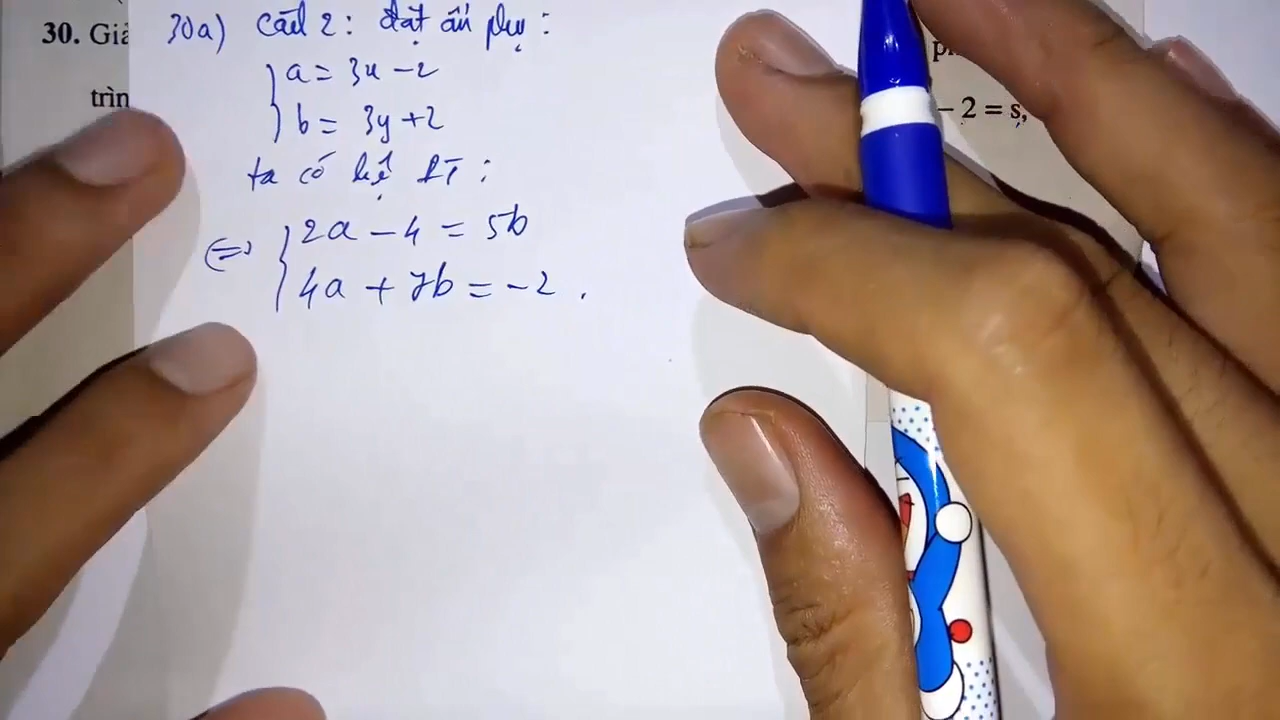 30. Giả
trìn
30a) Cách 2: đặt ẩn phụ:
a = 3x - 2
b = 3y + 2
ta có hệ PT:
⇔ { 2a - 4 = 5b
4a + 7b = -2.
- 2 = s,